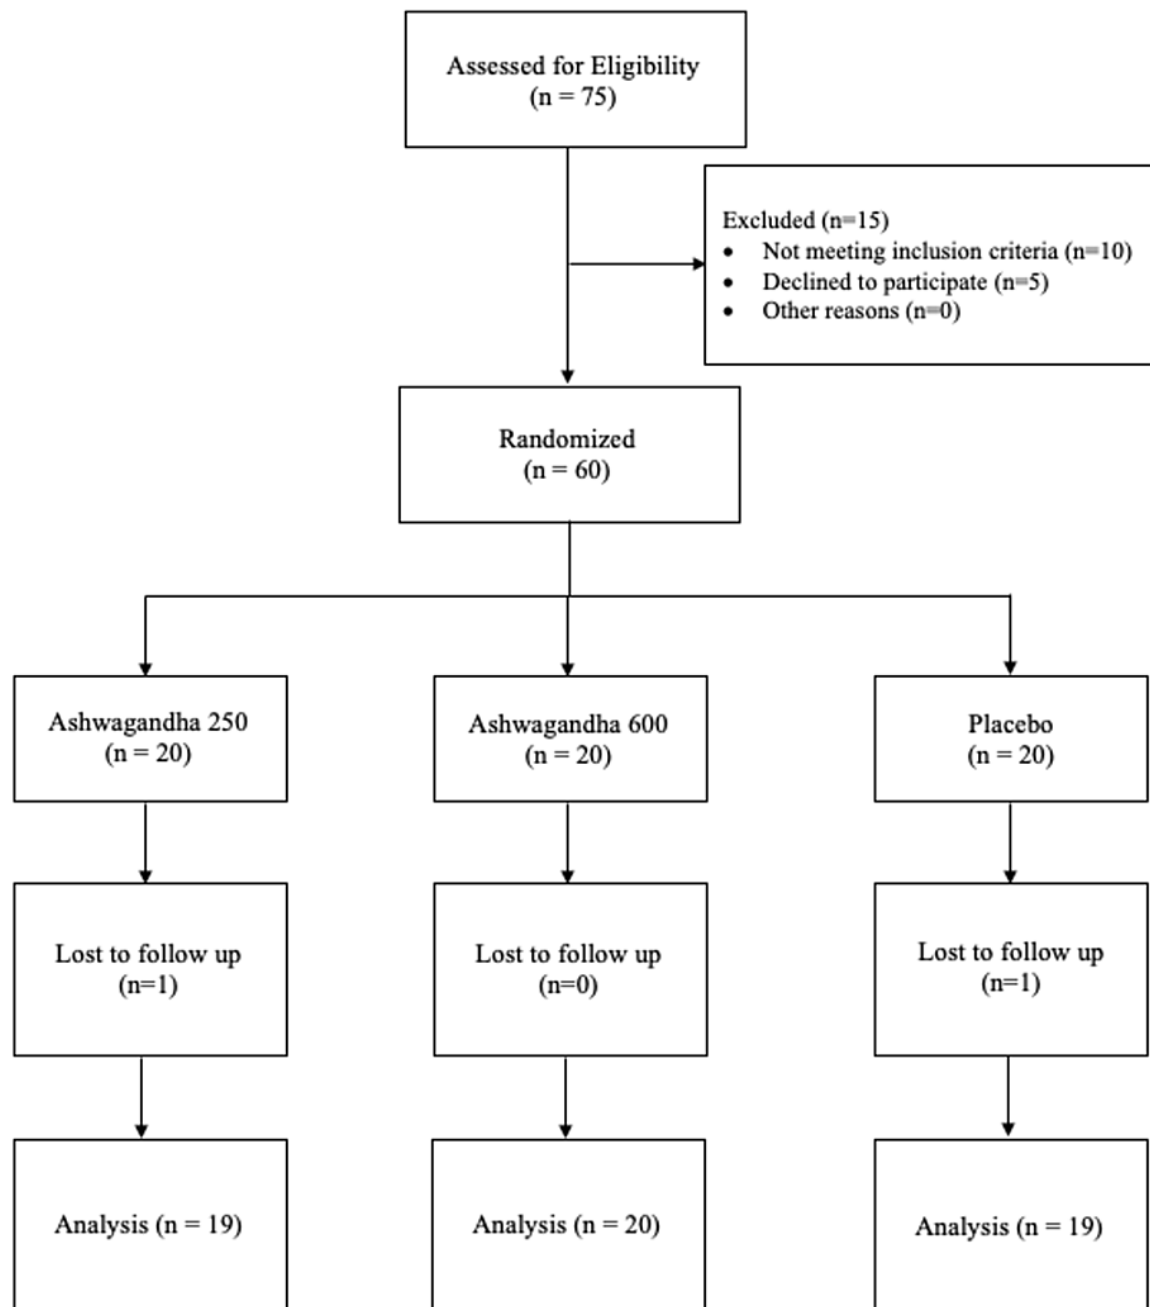 Assessed for Eligibility
(n = 75)
Excluded (n=15)
• Not meeting inclusion criteria (n=10)
• Declined to participate (n=5)
• Other reasons (n=0)
Randomized
(n = 60)
Ashwagandha 250
(n = 20)
Ashwagandha 600
(n = 20)
Placebo
(n = 20)
Lost to follow up
(n=1)
Lost to follow up
(n=0)
Lost to follow up
(n=1)
Analysis (n = 19)
Analysis (n = 20)
Analysis (n = 19)